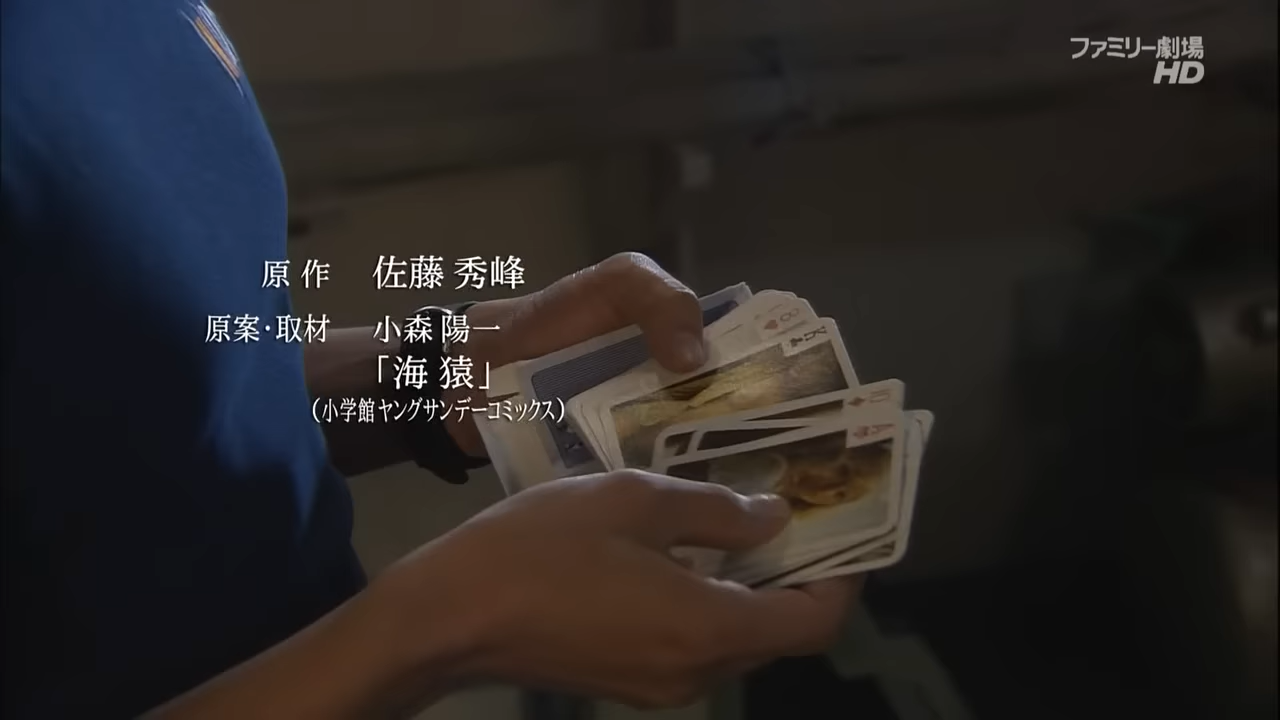 ファミリー劇場
HD
原作 佐藤秀峰
原案・取材 小森陽一
「海猿」
(小学館ヤングサンデーコミックス)
8
K
10
A